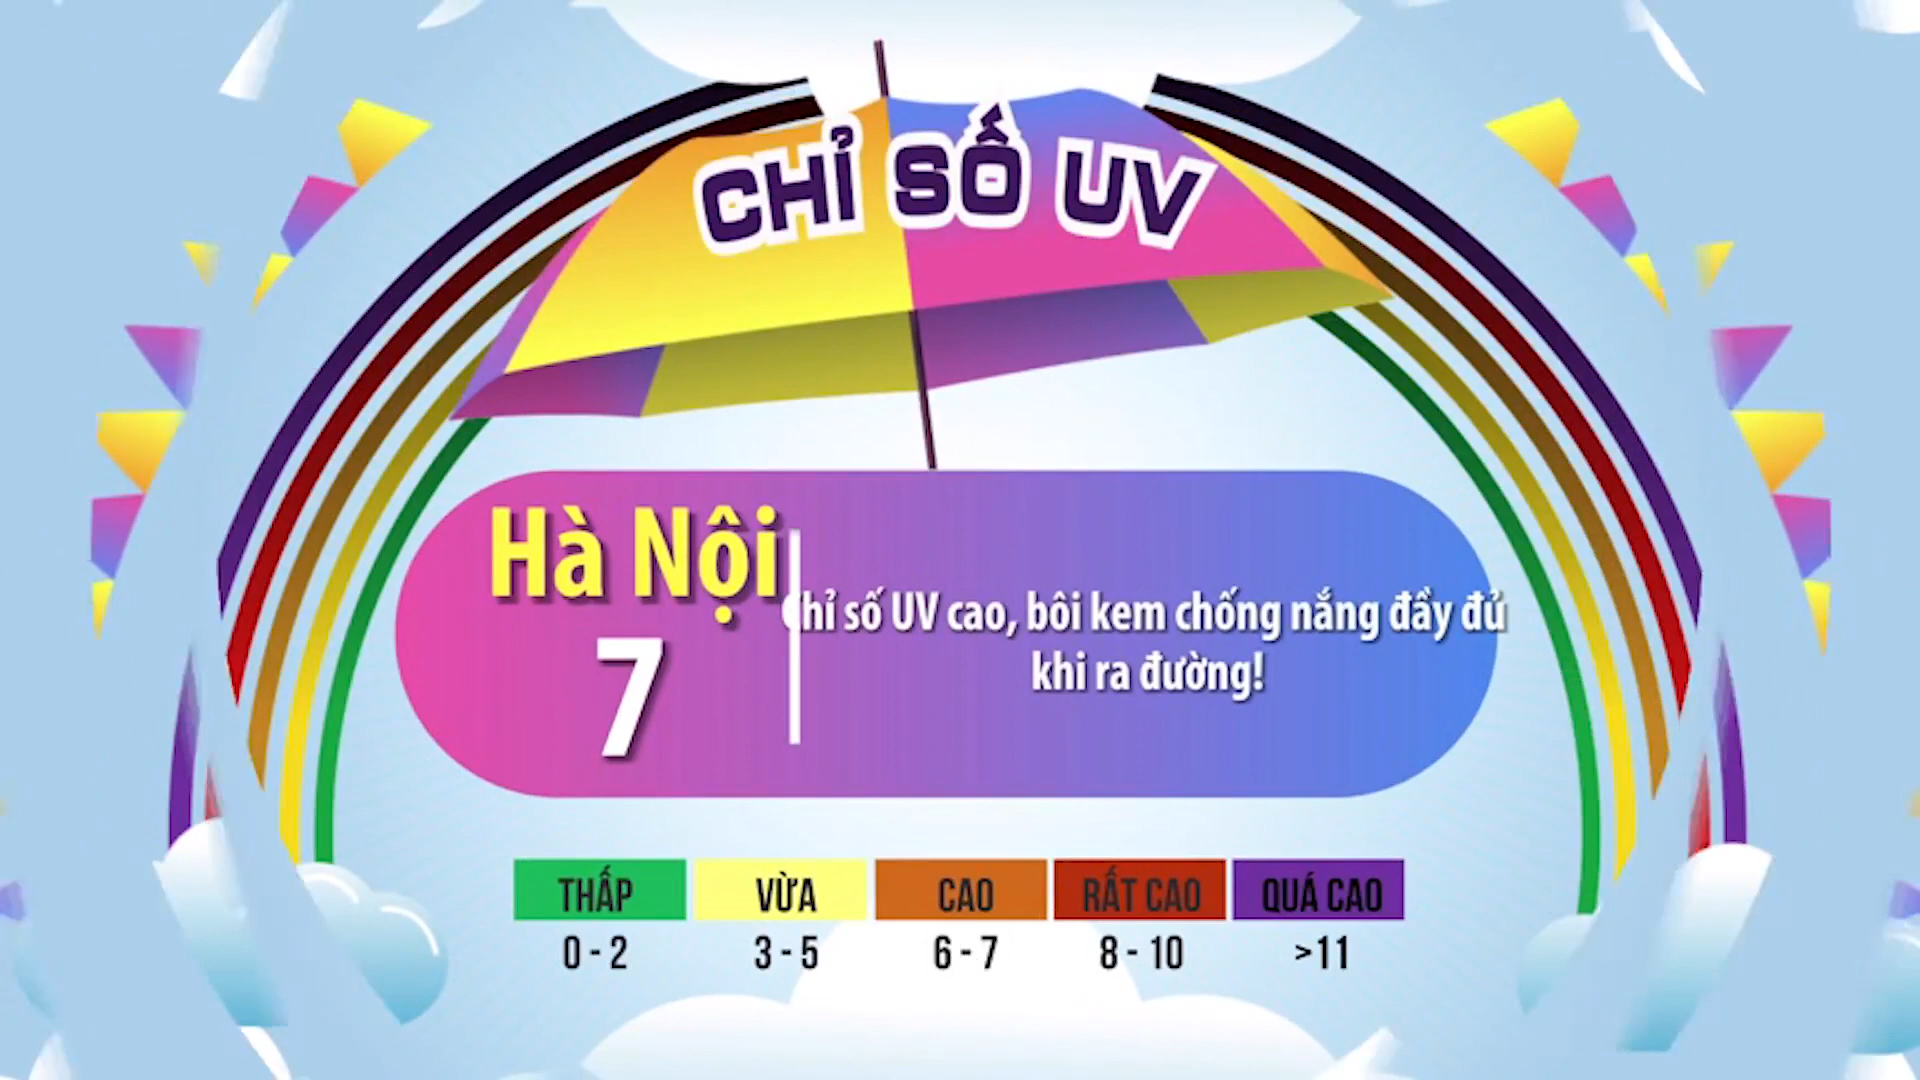 CHỈ SỐ UV
Hà Nội
7
Chỉ số UV cao, bôi kem chống nắng đầy đủ
khi ra đường!
THẤP VỪA CAO RẤT CAO QUÁ CAO
0 - 2 3 - 5 6 - 7 8 - 10 >11